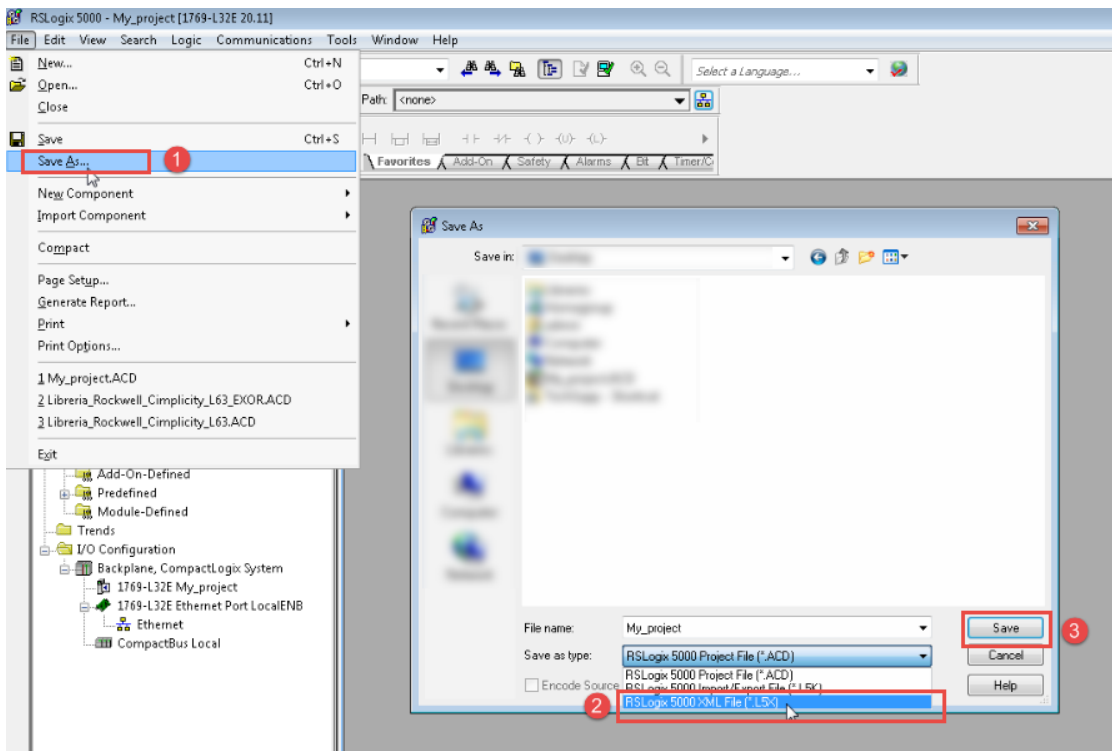 RSLogix 5000 - My_project [1769-L32E 20.11]
File Edit View Search Logic Communications Tools Window Help
New... Ctrl+N
Open... Ctrl+O
Close
Save Ctrl+S
Save As... 1
New Component
Import Component
Compact
Page Setup...
Generate Report...
Print
Print Options...
1 My_project.ACD
2 Libreria_Rockwell_Cimplicity_L63_EXOR.ACD
3 Libreria_Rockwell_Cimplicity_L63.ACD
Exit
Select a Language...
Path: <none>
Favorites Add-On Safety Alarms Bit Timer/C
Add-On-Defined
Predefined
Module-Defined
Trends
I/O Configuration
Backplane, CompactLogix System
1769-L32E My_project
1769-L32E Ethernet Port LocalENB
Ethernet
CompactBus Local
Save As
Save in:
File name: My_project Save 3
Save as type: RSLogix 5000 Project File (*.ACD) Cancel
RSLogix 5000 Project File (*.ACD)
Encode Source RSLogix 5000 Import/Export File (*.L5K) Help
2 RSLogix 5000 XML File (*.L5X)